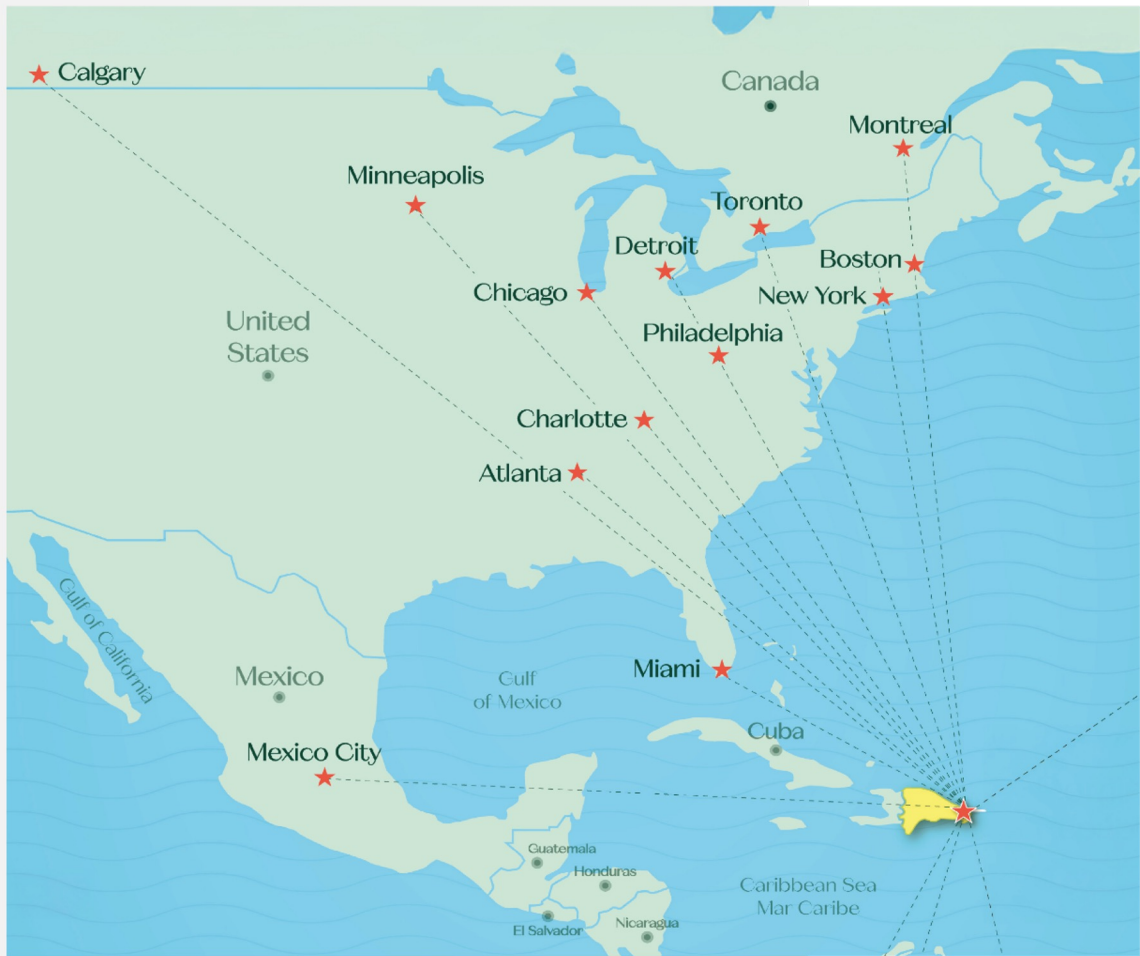 Calgary
Canada
Montreal
Minneapolis
Toronto
Detroit
Boston
Chicago
New York
United
States
Philadelphia
Charlotte
Atlanta
Gulf of California
Miami
Mexico
Gulf
of Mexico
Cuba
Mexico City
Guatemala
Honduras
Caribbean Sea
Mar Caribe
El Salvador
Nicaragua